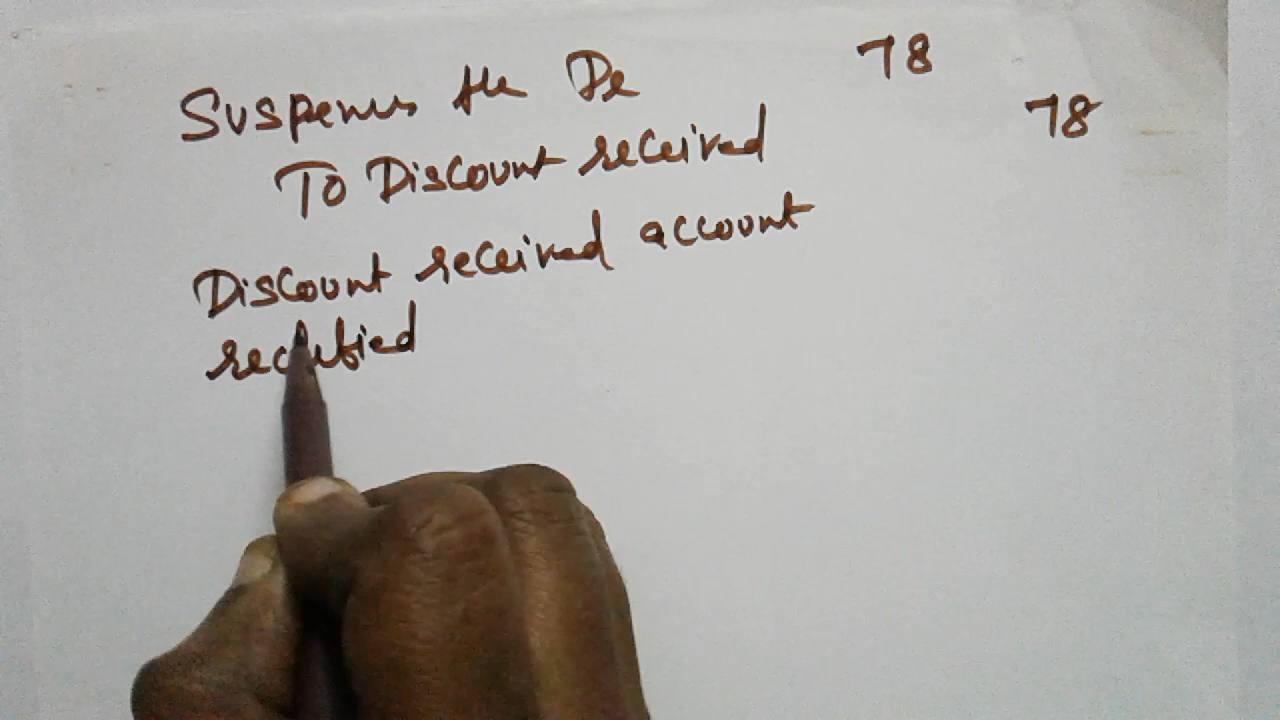 Suspense A/c Dr 78
To Discount received 78
Discount received account
rectified